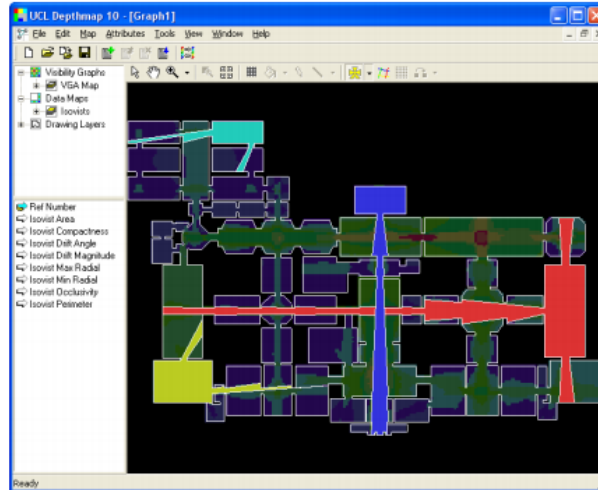 UCL Depthmap 10 - [Graph1]
File Edit Map Attributes Tools View Window Help
Visibility Graphs
VGA Map
Data Maps
Isovists
Drawing Layers
Ref Number
Isovist Area
Isovist Compactness
Isovist Drift Angle
Isovist Drift Magnitude
Isovist Max Radial
Isovist Min Radial
Isovist Occlusivity
Isovist Perimeter
Ready